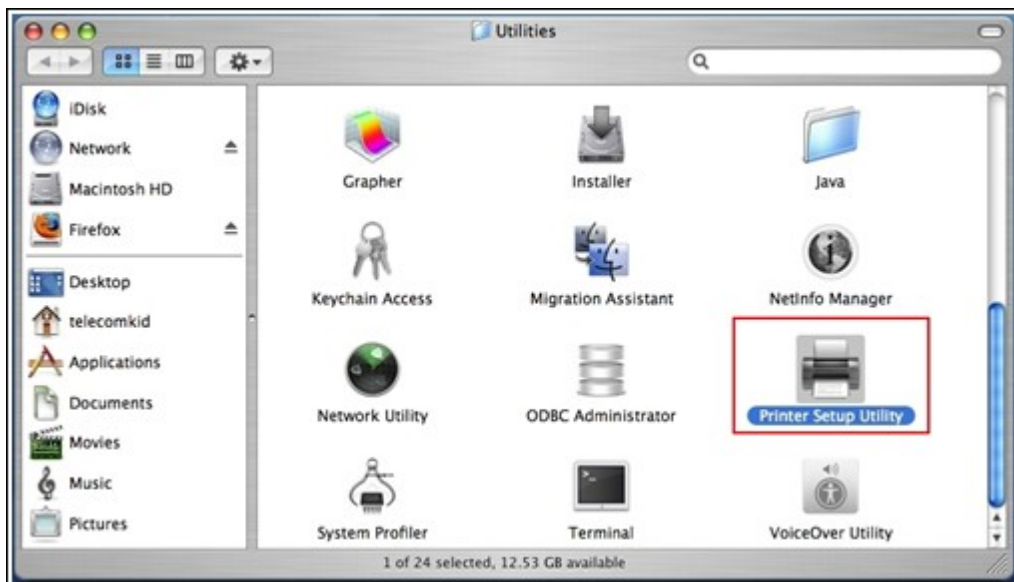 Utilities
iDisk
Network
Macintosh HD
Firefox
Desktop
telecomkid
Applications
Documents
Movies
Music
Pictures
Grapher
Installer
Java
Keychain Access
Migration Assistant
NetInfo Manager
Network Utility
ODBC Administrator
Printer Setup Utility
System Profiler
Terminal
VoiceOver Utility
1 of 24 selected, 12.53 GB available